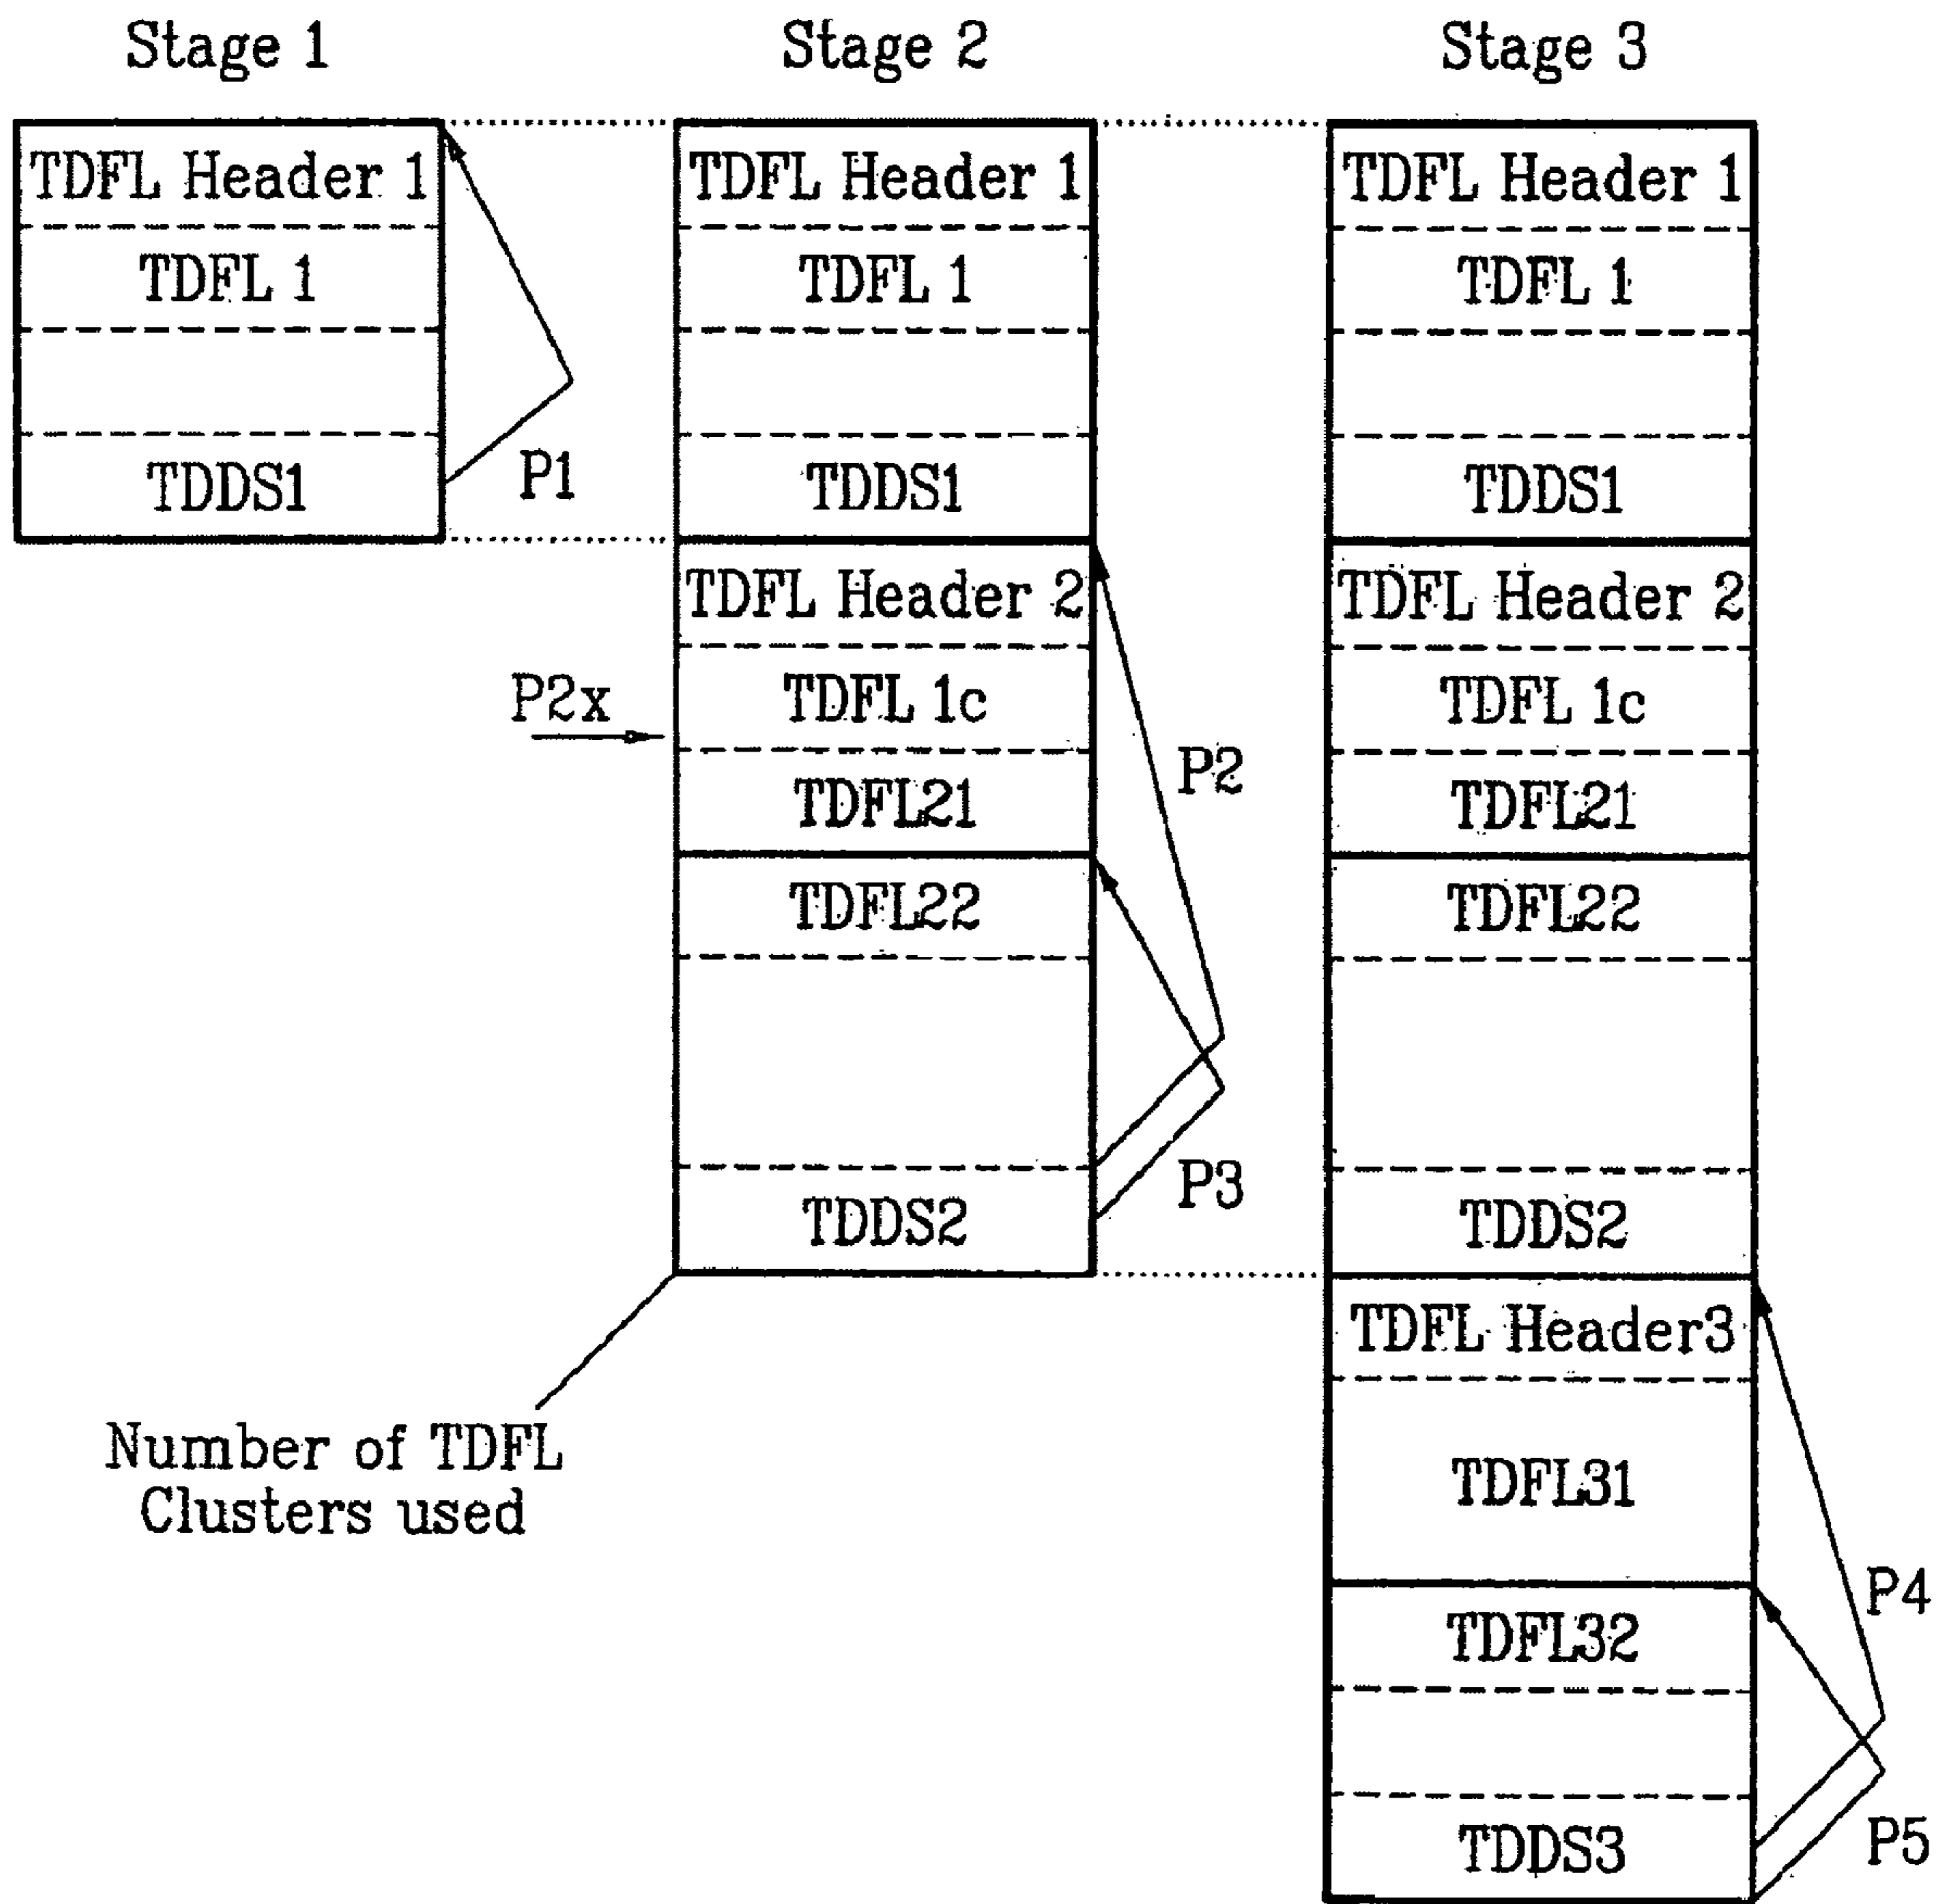 Stage 1
Stage 2
Stage 3
TDFL Header 1
TDFL 1
TDDS1
P1
TDFL Header 1
TDFL 1
TDDS1
TDFL Header 2
P2x
TDFL 1c
TDFL21
P2
TDFL22
P3
TDDS2
Number of TDFL
Clusters used
TDFL Header 1
TDFL 1
TDDS1
TDFL Header 2
TDFL 1c
TDFL21
TDFL22
TDDS2
TDFL Header3
TDFL31
P4
TDFL32
TDDS3
P5